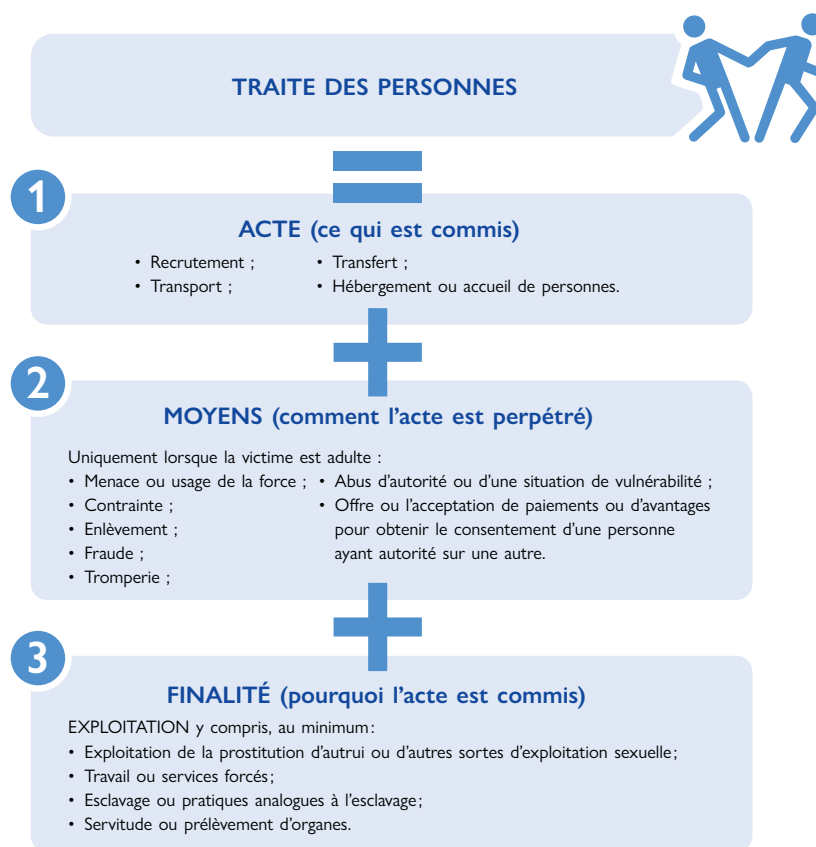 TRAITE DES PERSONNES
1
ACTE (ce qui est commis)
• Recrutement ;
• Transport ;
• Transfert ;
• Hébergement ou accueil de personnes.
2
MOYENS (comment l'acte est perpétré)
Uniquement lorsque la victime est adulte :
• Menace ou usage de la force ;
• Contrainte ;
• Enlèvement ;
• Fraude ;
• Tromperie ;
• Abus d'autorité ou d'une situation de vulnérabilité ;
• Offre ou l'acceptation de paiements ou d'avantages
pour obtenir le consentement d'une personne
ayant autorité sur une autre.
3
FINALITÉ (pourquoi l'acte est commis)
EXPLOITATION y compris, au minimum:
• Exploitation de la prostitution d'autrui ou d'autres sortes d'exploitation sexuelle;
• Travail ou services forcés;
• Esclavage ou pratiques analogues à l'esclavage;
• Servitude ou prélèvement d'organes.